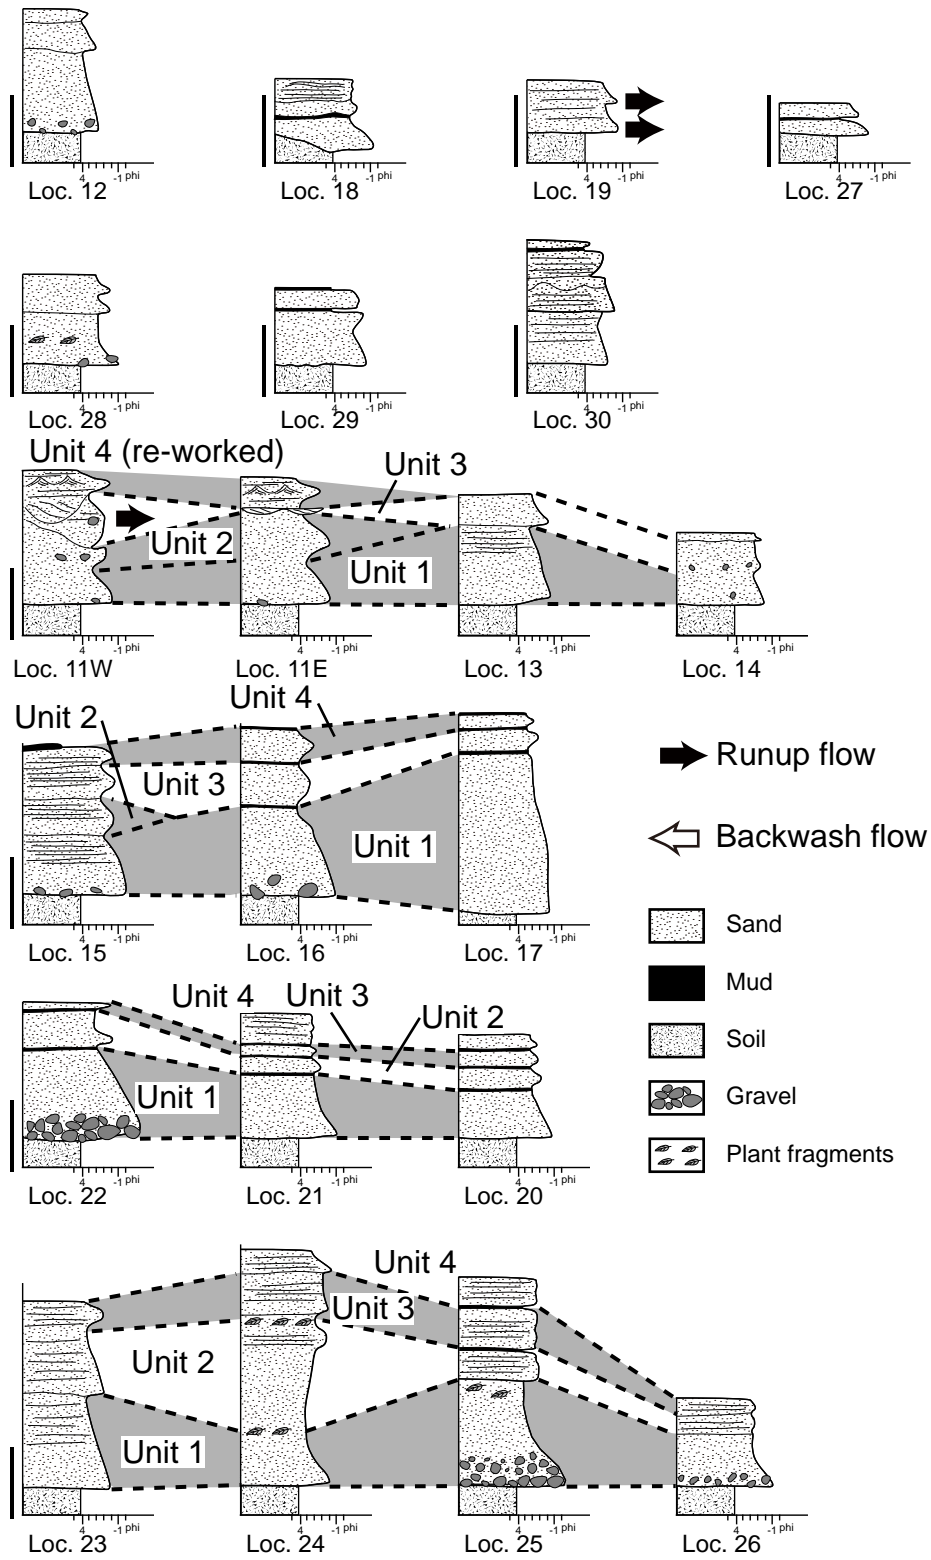 4 -1 phi
4 -1 phi
4 -1 phi
4 -1 phi
Loc. 12
Loc. 18
Loc. 19
Loc. 27
4 -1 phi
4 -1 phi
4 -1 phi
Loc. 28
Loc. 29
Loc. 30
Unit 4 (re-worked)
Unit 3
Unit 2
Unit 1
4 -1 phi
4 -1 phi
4 -1 phi
4 -1 phi
Loc. 11W
Loc. 11E
Loc. 13
Loc. 14
Unit 2
Unit 4
Unit 3
Unit 1
4 -1 phi
4 -1 phi
4 -1 phi
Loc. 15
Loc. 16
Loc. 17
Runup flow
Backwash flow
Sand
Mud
Soil
Gravel
Plant fragments
Unit 4
Unit 3
Unit 2
Unit 1
4 -1 phi
4 -1 phi
4 -1 phi
Loc. 22
Loc. 21
Loc. 20
Unit 4
Unit 3
Unit 2
Unit 1
4 -1 phi
4 -1 phi
4 -1 phi
4 -1 phi
Loc. 23
Loc. 24
Loc. 25
Loc. 26